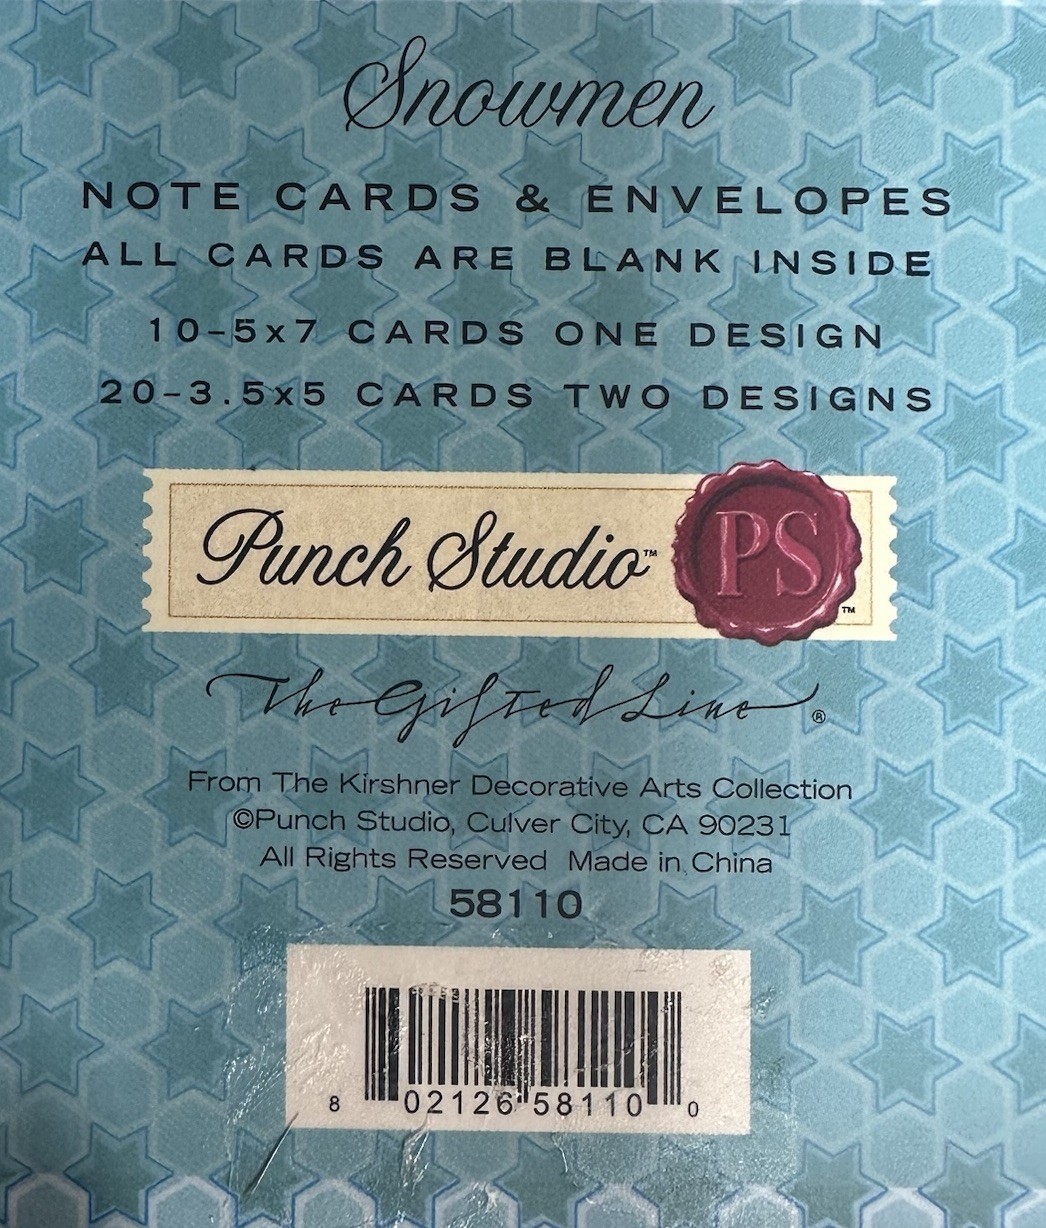 Snowmen
NOTE CARDS & ENVELOPES
ALL CARDS ARE BLANK INSIDE
10-5x7 CARDS ONE DESIGN
20-3.5x5 CARDS TWO DESIGNS
Punch Studio™ PS™
The Gifted Line®
From The Kirshner Decorative Arts Collection
©Punch Studio, Culver City, CA 90231
All Rights Reserved Made in China
58110
8 02126 58110 0